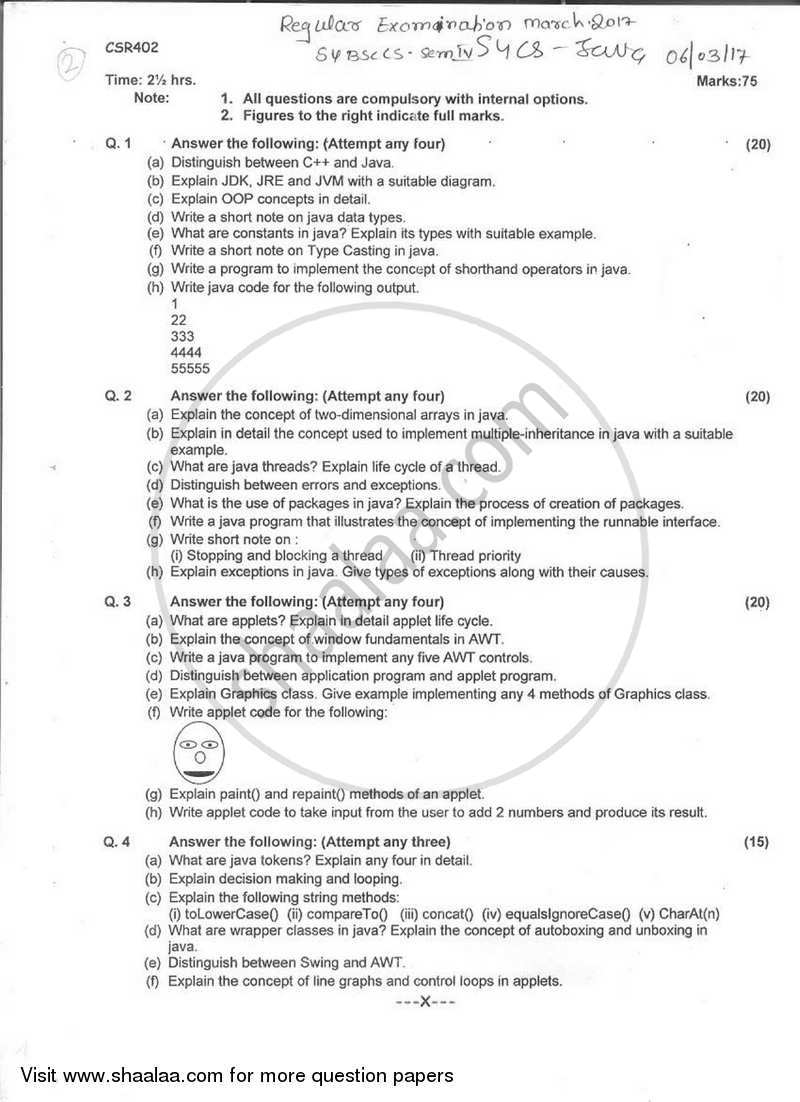 Regular Examination March-2017
SYBSCCS - Sem IV SYCS - Java 06/03/17
2
CSR402
Time: 2½ hrs. Marks:75
Note: 1. All questions are compulsory with internal options.
2. Figures to the right indicate full marks.
Q. 1 Answer the following: (Attempt any four) (20)
(a) Distinguish between C++ and Java.
(b) Explain JDK, JRE and JVM with a suitable diagram.
(c) Explain OOP concepts in detail.
(d) Write a short note on java data types.
(e) What are constants in java? Explain its types with suitable example.
(f) Write a short note on Type Casting in java.
(g) Write a program to implement the concept of shorthand operators in java.
(h) Write java code for the following output.
1
22
333
4444
55555
Q. 2 Answer the following: (Attempt any four) (20)
(a) Explain the concept of two-dimensional arrays in java.
(b) Explain in detail the concept used to implement multiple-inheritance in java with a suitable
example.
(c) What are java threads? Explain life cycle of a thread.
(d) Distinguish between errors and exceptions.
(e) What is the use of packages in java? Explain the process of creation of packages.
(f) Write a java program that illustrates the concept of implementing the runnable interface.
(g) Write short note on :
(i) Stopping and blocking a thread (ii) Thread priority
(h) Explain exceptions in java. Give types of exceptions along with their causes.
Q. 3 Answer the following: (Attempt any four) (20)
(a) What are applets? Explain in detail applet life cycle.
(b) Explain the concept of window fundamentals in AWT.
(c) Write a java program to implement any five AWT controls.
(d) Distinguish between application program and applet program.
(e) Explain Graphics class. Give example implementing any 4 methods of Graphics class.
(f) Write applet code for the following:
(g) Explain paint() and repaint() methods of an applet.
(h) Write applet code to take input from the user to add 2 numbers and produce its result.
Q. 4 Answer the following: (Attempt any three) (15)
(a) What are java tokens? Explain any four in detail.
(b) Explain decision making and looping.
(c) Explain the following string methods:
(i) toLowerCase() (ii) compareTo() (iii) concat() (iv) equalsIgnoreCase() (v) CharAt(n)
(d) What are wrapper classes in java? Explain the concept of autoboxing and unboxing in
java.
(e) Distinguish between Swing and AWT.
(f) Explain the concept of line graphs and control loops in applets.
---X---
shaalaa.com
Visit www.shaalaa.com for more question papers